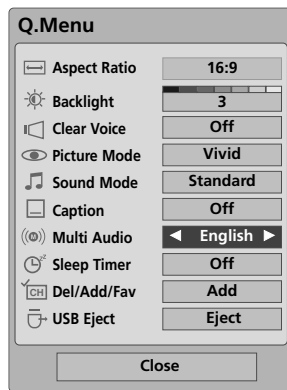 Q.Menu
Aspect Ratio 16:9
Backlight 3
Clear Voice Off
Picture Mode Vivid
Sound Mode Standard
Caption Off
Multi Audio ◀ English ▶
Sleep Timer Off
CH Del/Add/Fav Add
USB Eject Eject
Close